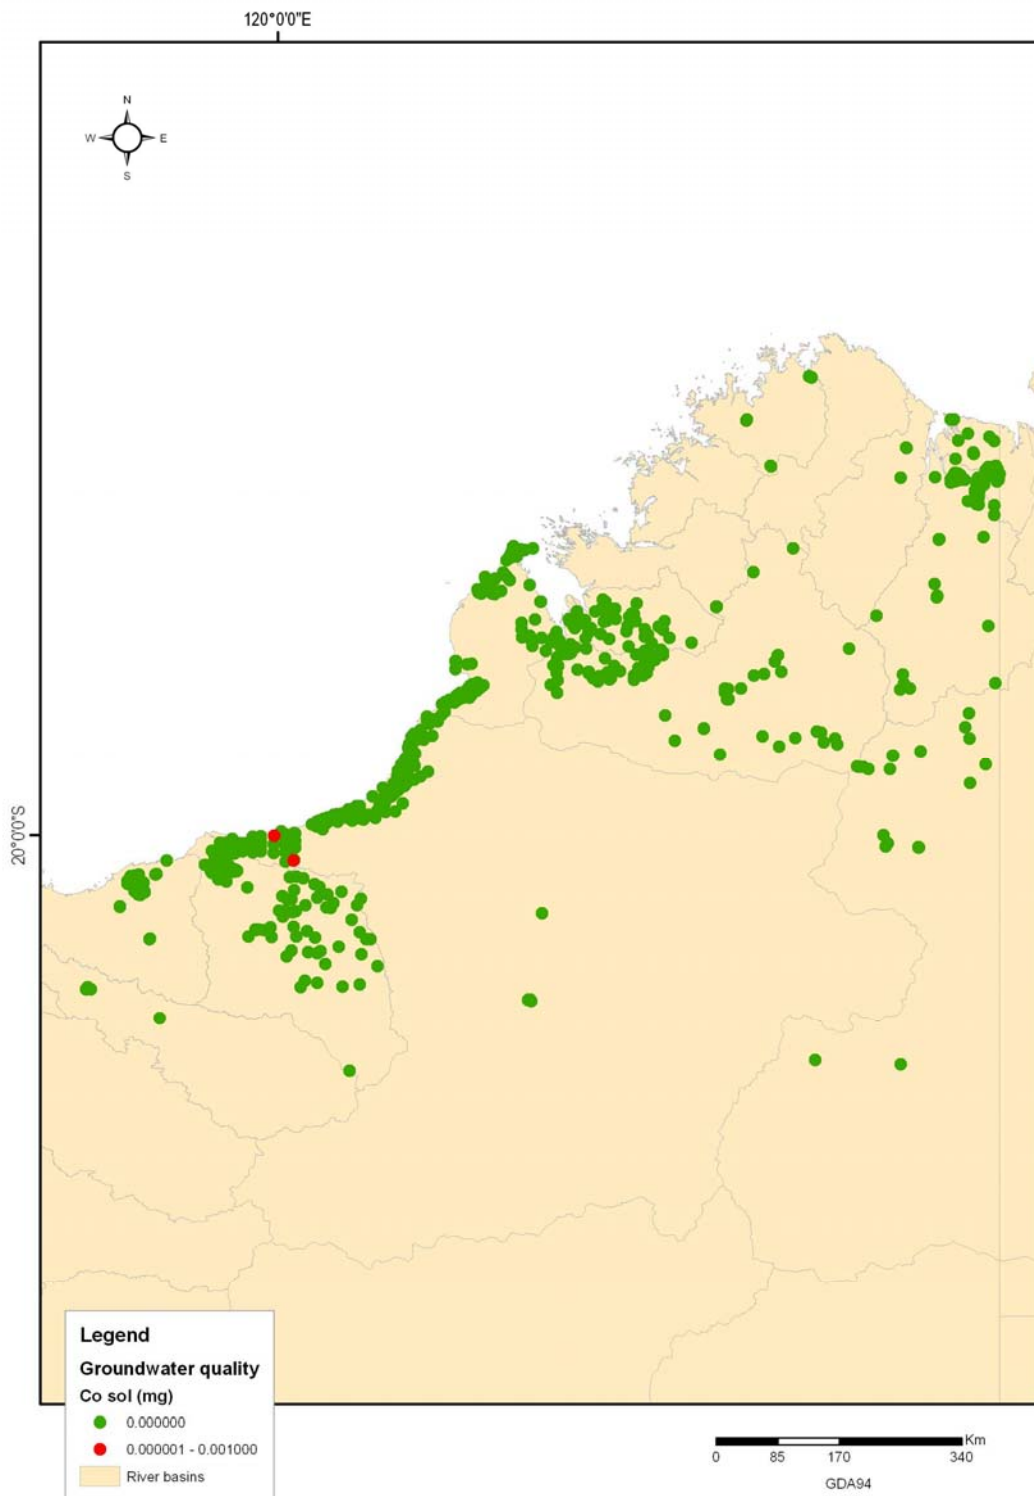 120°0'0"E
N
W E
S
20°0'0"S
Legend
Groundwater quality
Co sol (mg)
0.000000
0.000001 - 0.001000
River basins
Km
0 85 170 340
GDA94